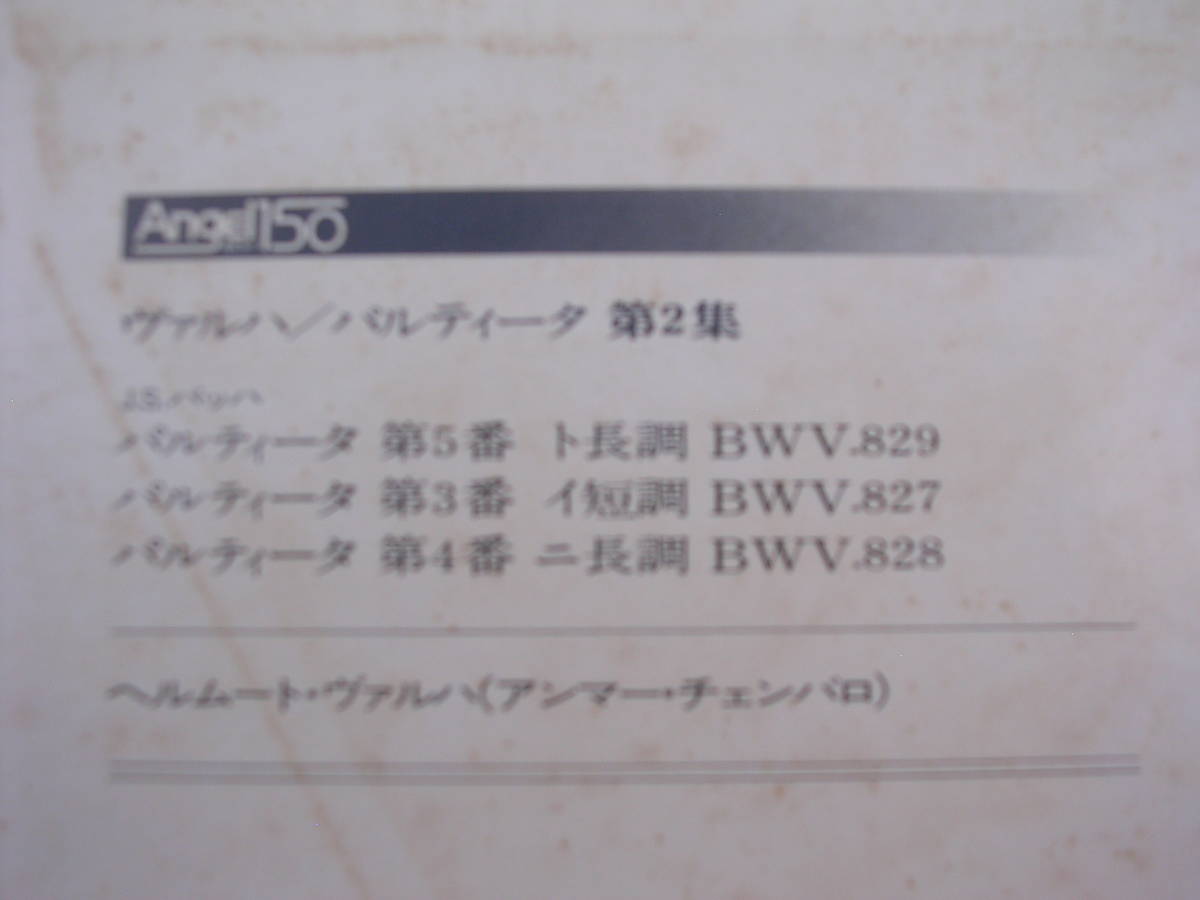 Angel 150
ヴァルハ/パルティータ 第2集
J.S.バッハ
パルティータ 第5番 ト長調 BWV.829
パルティータ 第3番 イ短調 BWV.827
パルティータ 第4番 ニ長調 BWV.828
ヘルムート・ヴァルハ(アンマー・チェンバロ)